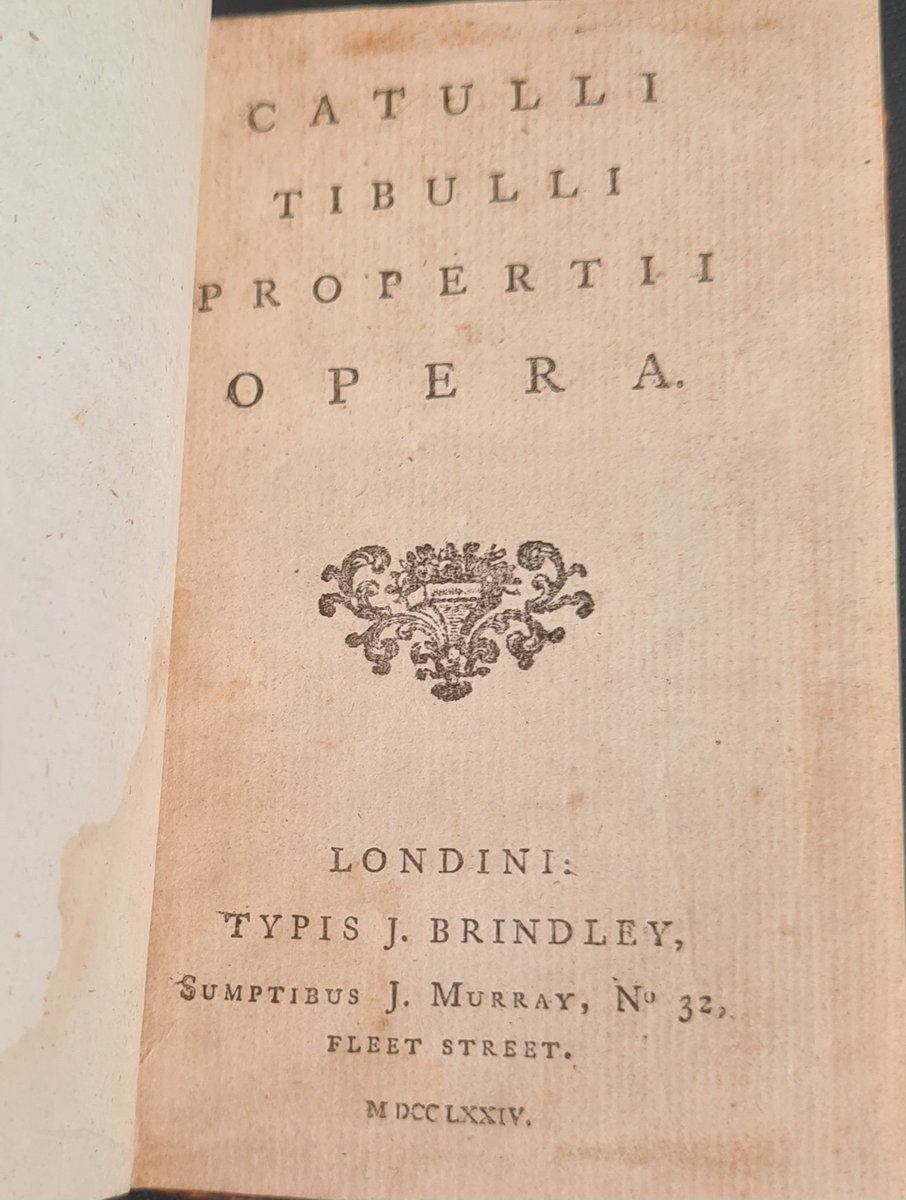 CATULLI
TIBULLI
PROPERTII
OPERA.
LONDINI:
TYPIS J. BRINDLEY,
SUMPTIBUS J. MURRAY, Nº 32,
FLEET STREET.
MDCCLXXIV.